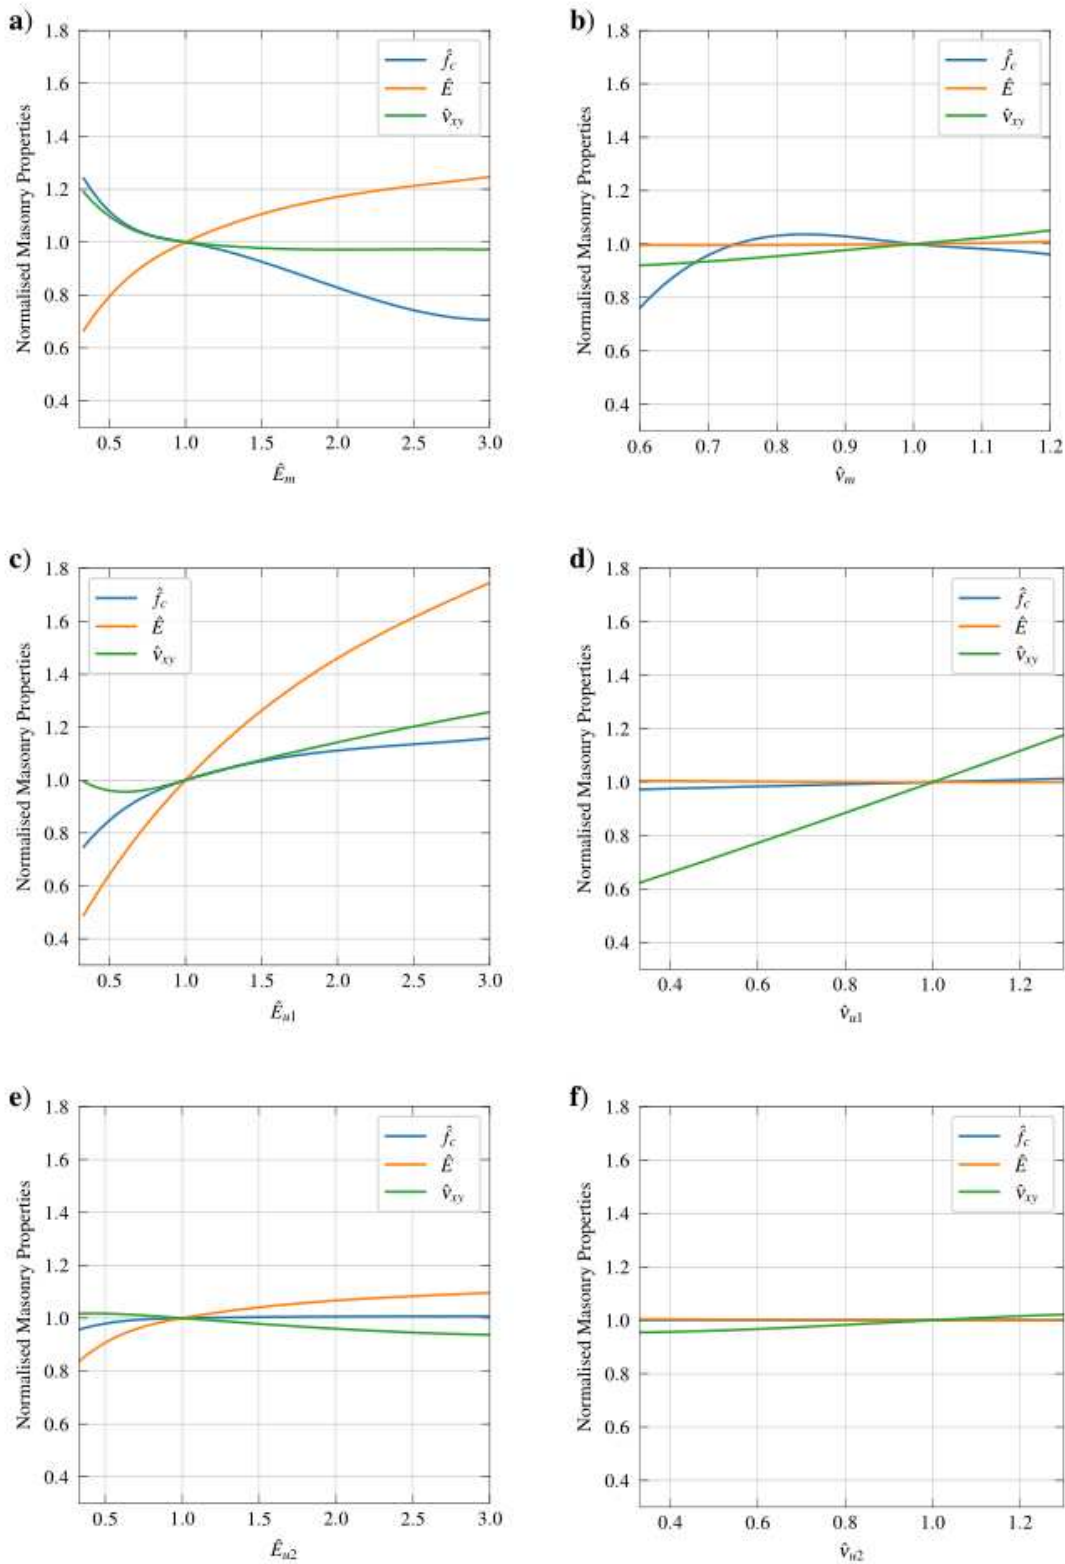 a)
Normalised Masonry Properties
1.8
1.6
1.4
1.2
1.0
0.8
0.6
0.4
f̂c
Ê
ν̂xy
0.5 1.0 1.5 2.0 2.5 3.0
Êm
b)
Normalised Masonry Properties
1.8
1.6
1.4
1.2
1.0
0.8
0.6
0.4
f̂c
Ê
ν̂xy
0.6 0.7 0.8 0.9 1.0 1.1 1.2
ν̂m
c)
Normalised Masonry Properties
1.8
1.6
1.4
1.2
1.0
0.8
0.6
0.4
f̂c
Ê
ν̂xy
0.5 1.0 1.5 2.0 2.5 3.0
Êu1
d)
Normalised Masonry Properties
1.8
1.6
1.4
1.2
1.0
0.8
0.6
0.4
f̂c
Ê
ν̂xy
0.4 0.6 0.8 1.0 1.2
ν̂u1
e)
Normalised Masonry Properties
1.8
1.6
1.4
1.2
1.0
0.8
0.6
0.4
f̂c
Ê
ν̂xy
0.5 1.0 1.5 2.0 2.5 3.0
Êu2
f)
Normalised Masonry Properties
1.8
1.6
1.4
1.2
1.0
0.8
0.6
0.4
f̂c
Ê
ν̂xy
0.4 0.6 0.8 1.0 1.2
ν̂u2